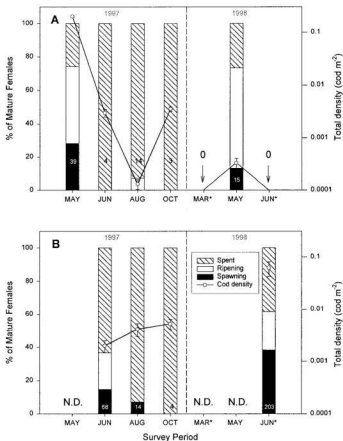 1997 1998
A
% of Mature Females
Total density (cod m⁻²)
100
80
60
40
20
0
0.1
0.01
0.001
0.0001
39 4 14 3 15
0 0
MAY JUN AUG OCT MAR* MAY JUN*
1997 1998
B
% of Mature Females
Total density (cod m⁻²)
100
80
60
40
20
0
0.1
0.01
0.001
0.0001
Spent
Ripening
Spawning
Cod density
N.D. 68 14 4 N.D. N.D. 203
MAY JUN AUG OCT MAR* MAY JUN*
Survey Period